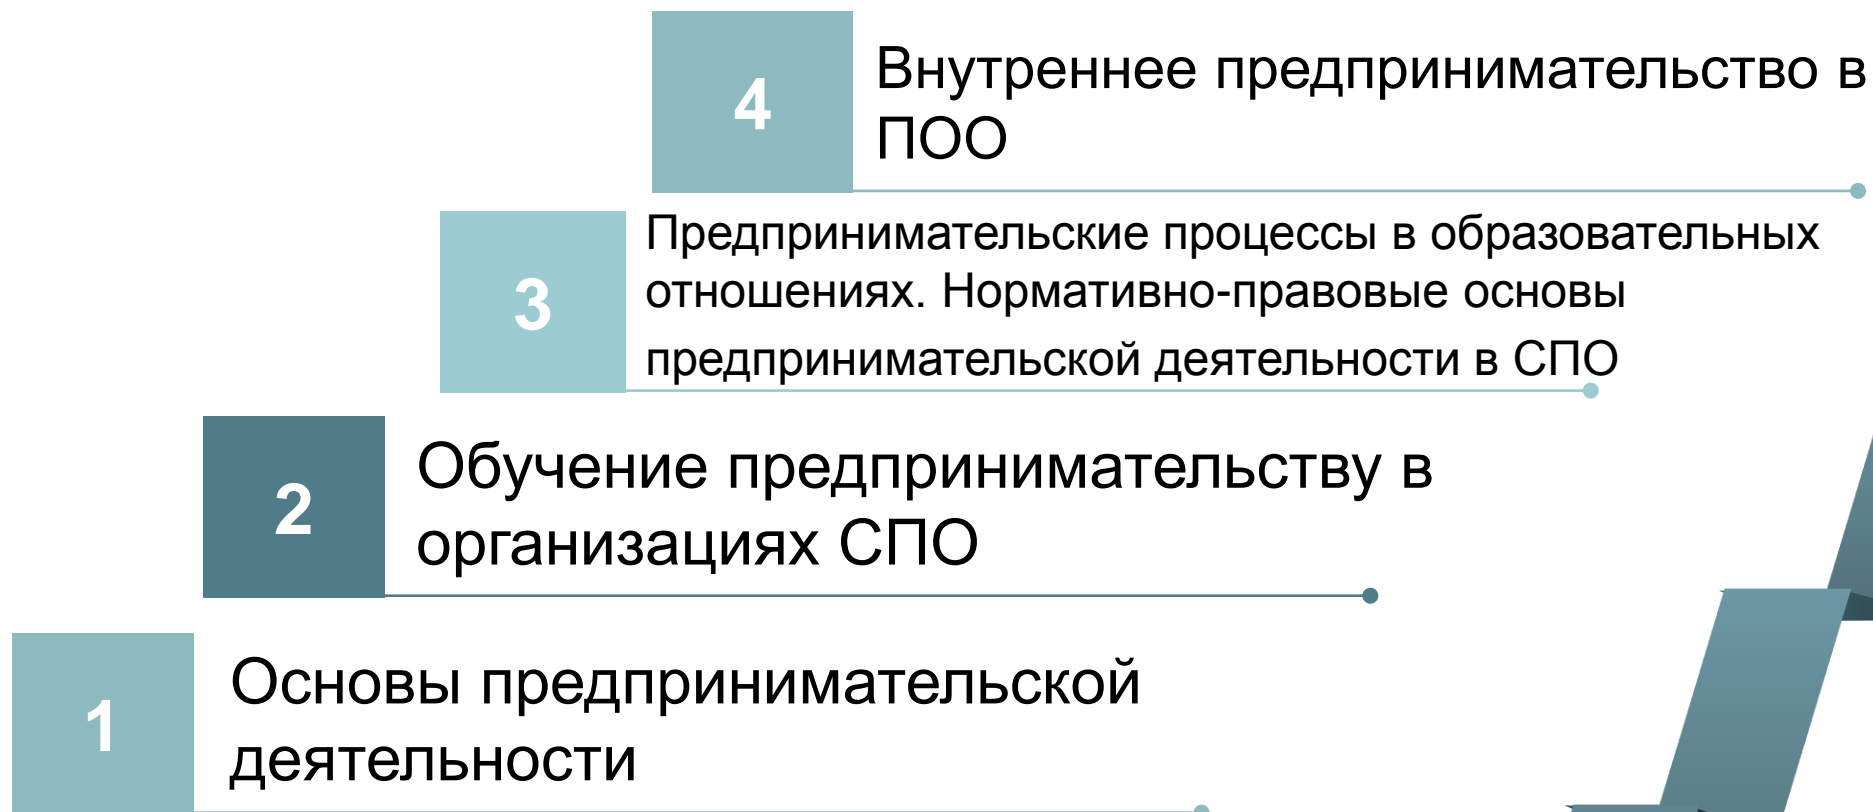 4
Внутреннее предпринимательство в
ПОО
3
Предпринимательские процессы в образовательных
отношениях. Нормативно-правовые основы
предпринимательской деятельности в СПО
2
Обучение предпринимательству в
организациях СПО
1
Основы предпринимательской
деятельности